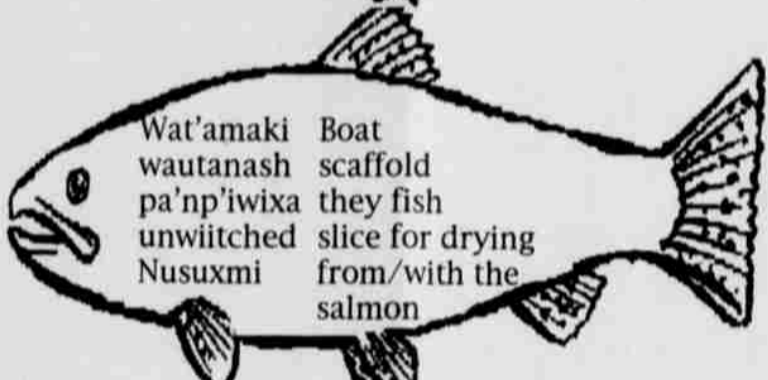 Wat'amaki Boat
wautanash scaffold
pa'np'iwixa they fish
unwiitched slice for drying
Nusuxmi from/with the
salmon